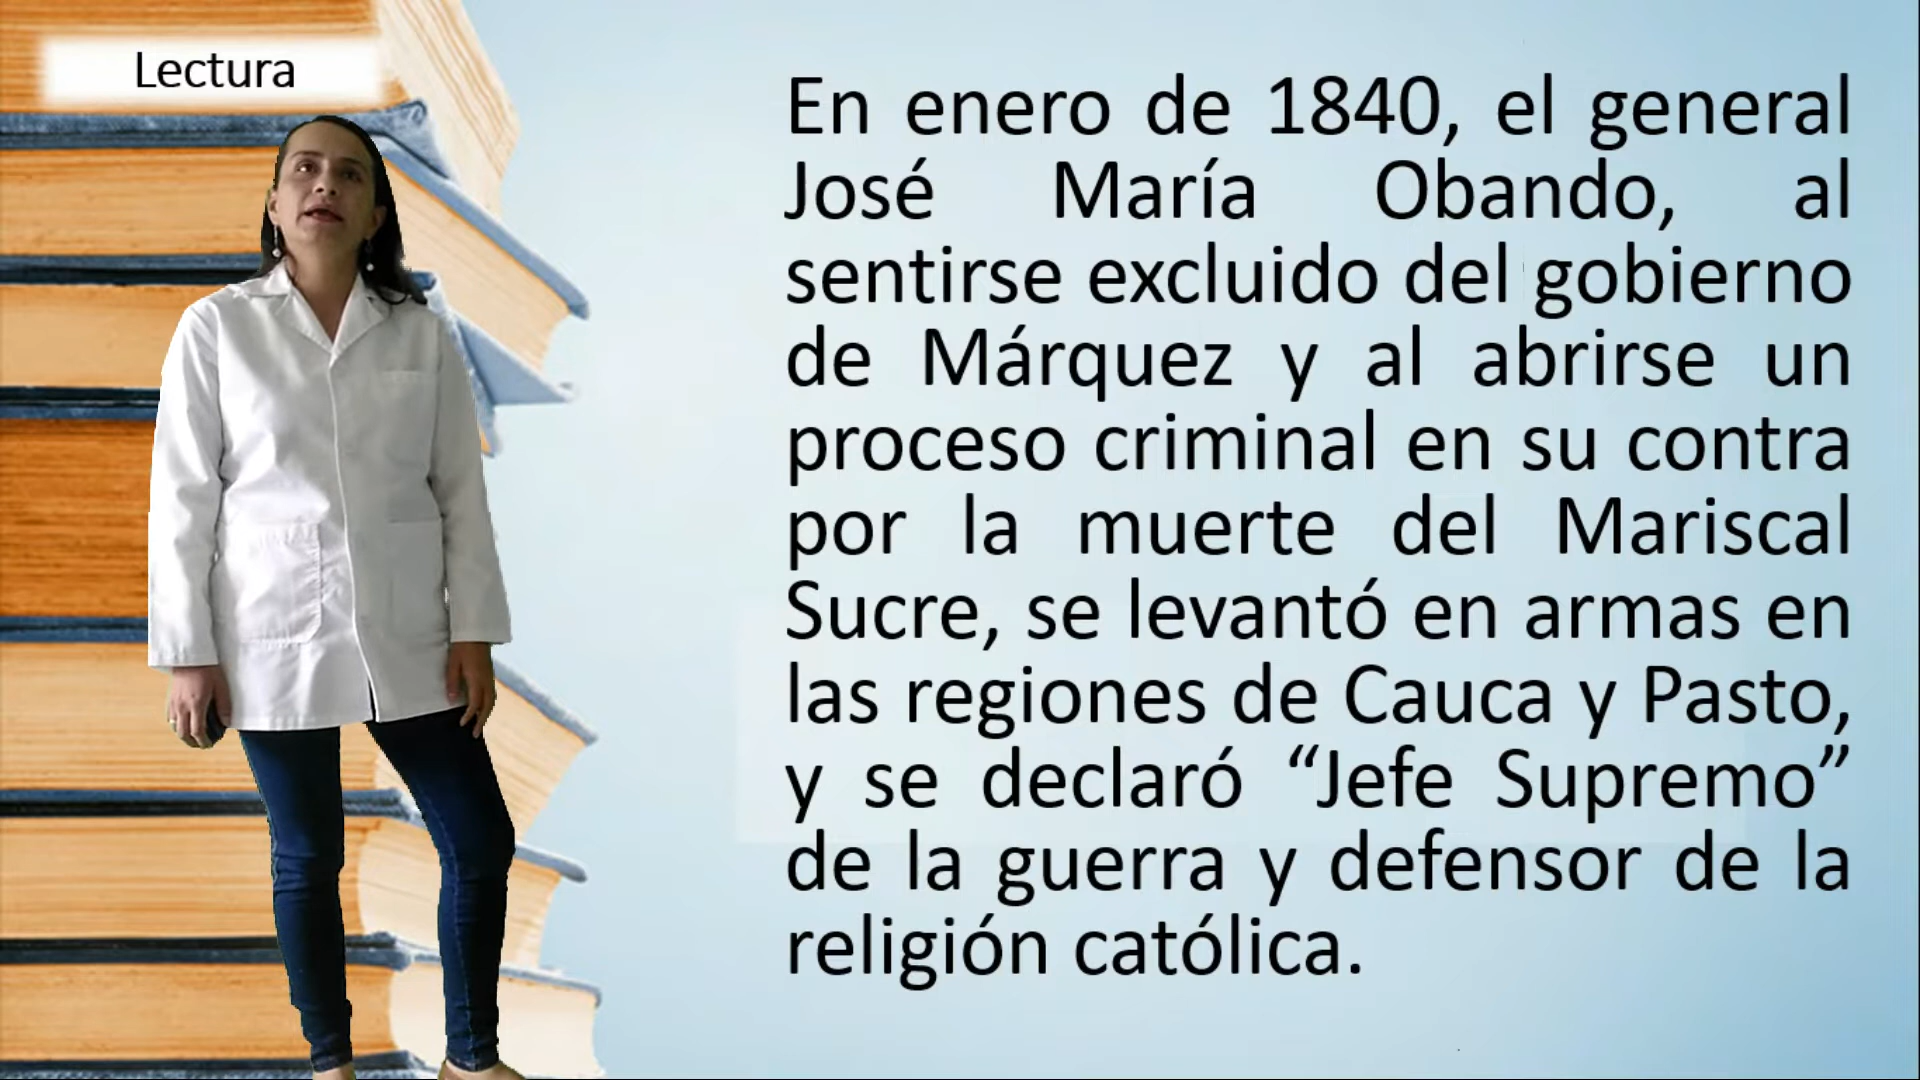 Lectura
En enero de 1840, el general
José María Obando, al
sentirse excluido del gobierno
de Márquez y al abrirse un
proceso criminal en su contra
por la muerte del Mariscal
Sucre, se levantó en armas en
las regiones de Cauca y Pasto,
y se declaró “Jefe Supremo”
de la guerra y defensor de la
religión católica.